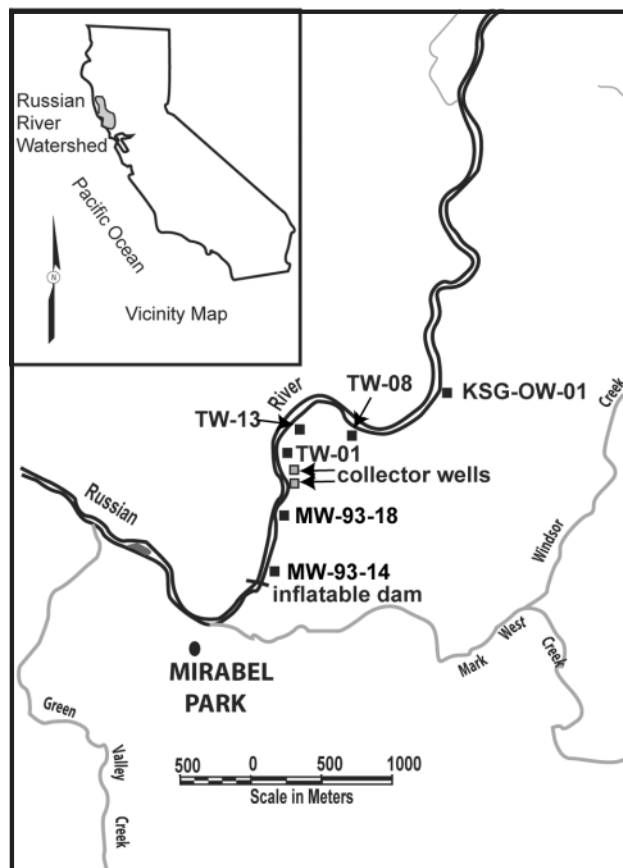 Russian
River
Watershed
Pacific Ocean
N
Vicinity Map
River
TW-08
KSG-OW-01
Creek
TW-13
TW-01
collector wells
Russian
MW-93-18
Windsor
MW-93-14
inflatable dam
MIRABEL
PARK
Mark West Creek
Green Valley Creek
500 0 500 1000
Scale in Meters